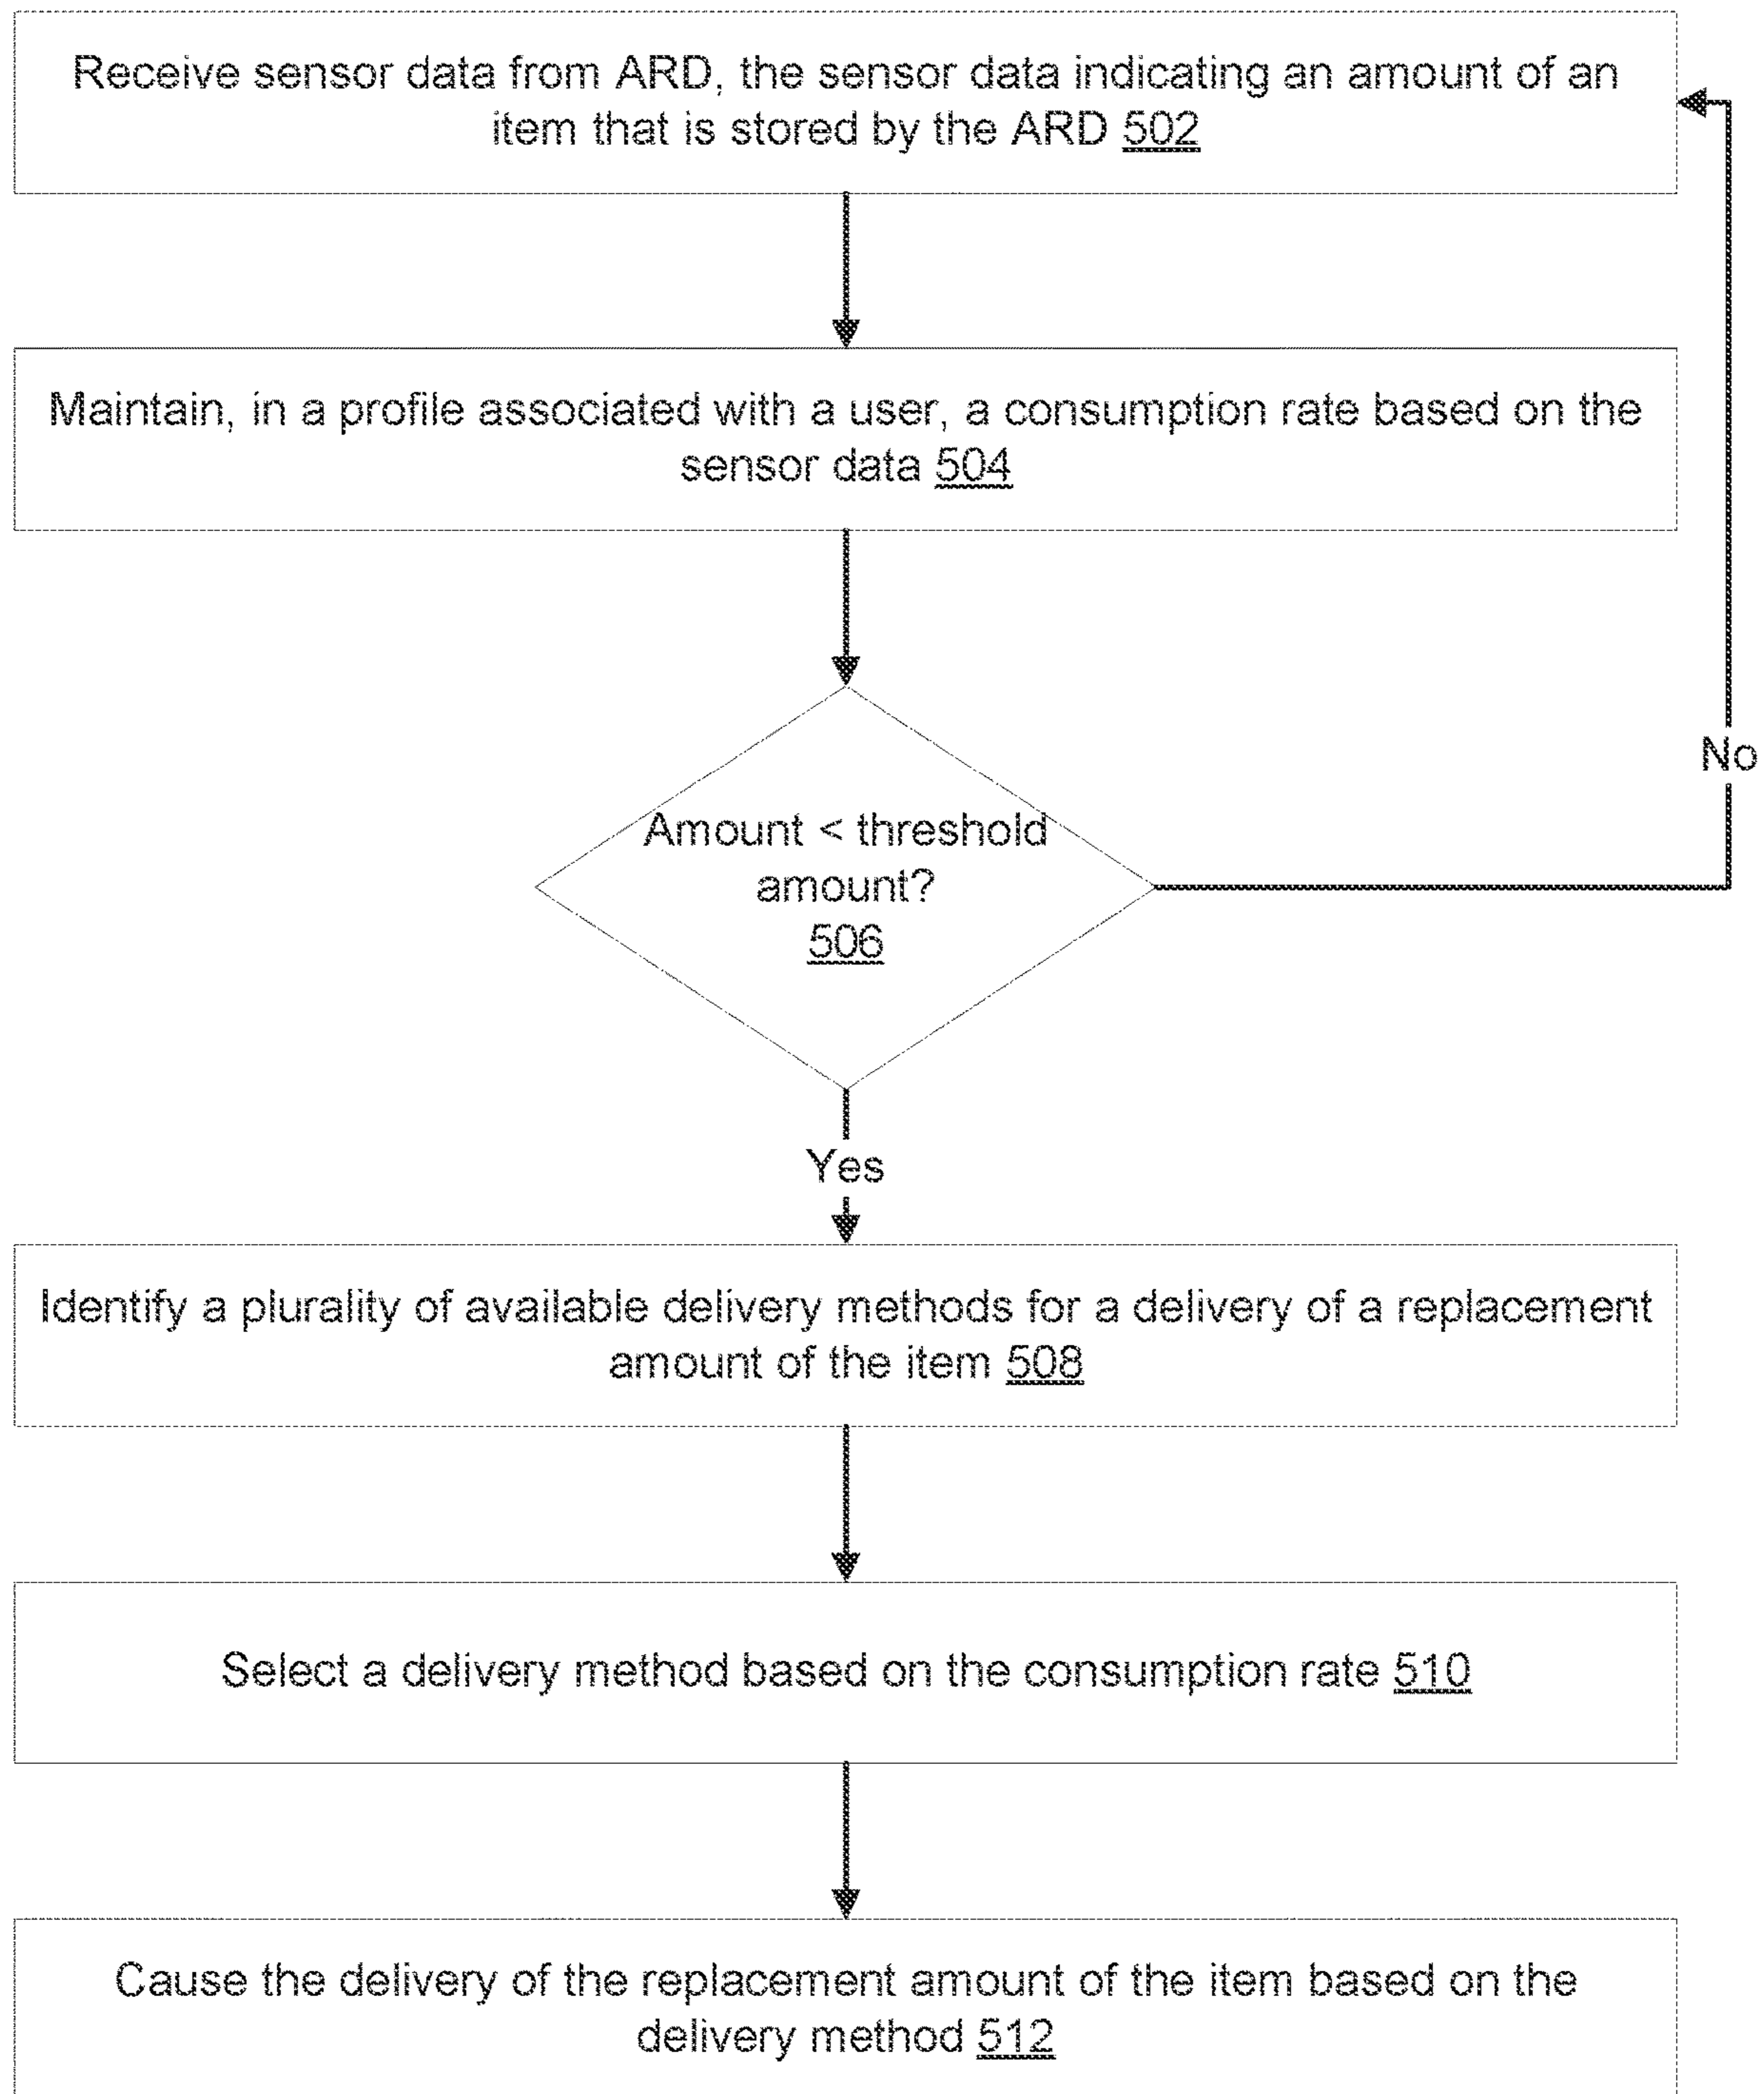 Receive sensor data from ARD, the sensor data indicating an amount of an
item that is stored by the ARD 502
Maintain, in a profile associated with a user, a consumption rate based on the
sensor data 504
No
Amount < threshold
amount?
506
Yes
Identify a plurality of available delivery methods for a delivery of a replacement
amount of the item 508
Select a delivery method based on the consumption rate 510
Cause the delivery of the replacement amount of the item based on the
delivery method 512